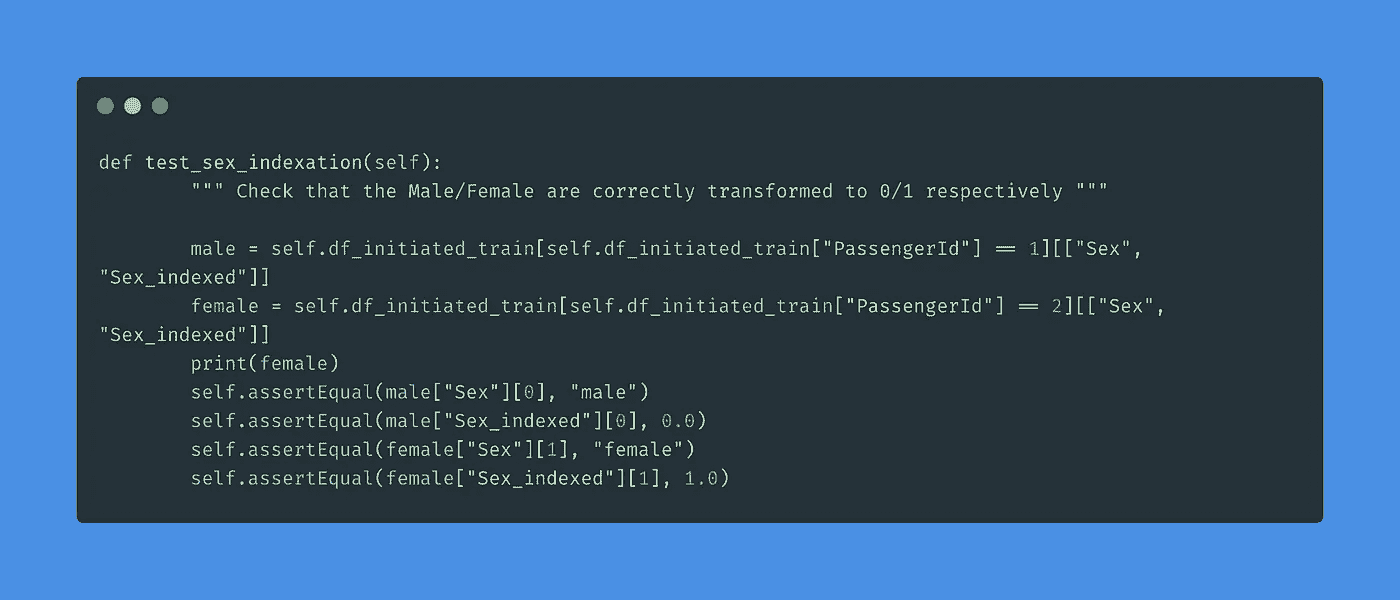 def test_sex_indexation(self):
""" Check that the Male/Female are correctly transformed to 0/1 respectively """
male = self.df_initiated_train[self.df_initiated_train["PassengerId"] == 1][["Sex",
"Sex_indexed"]]
female = self.df_initiated_train[self.df_initiated_train["PassengerId"] == 2][["Sex",
"Sex_indexed"]]
print(female)
self.assertEqual(male["Sex"][0], "male")
self.assertEqual(male["Sex_indexed"][0], 0.0)
self.assertEqual(female["Sex"][1], "female")
self.assertEqual(female["Sex_indexed"][1], 1.0)